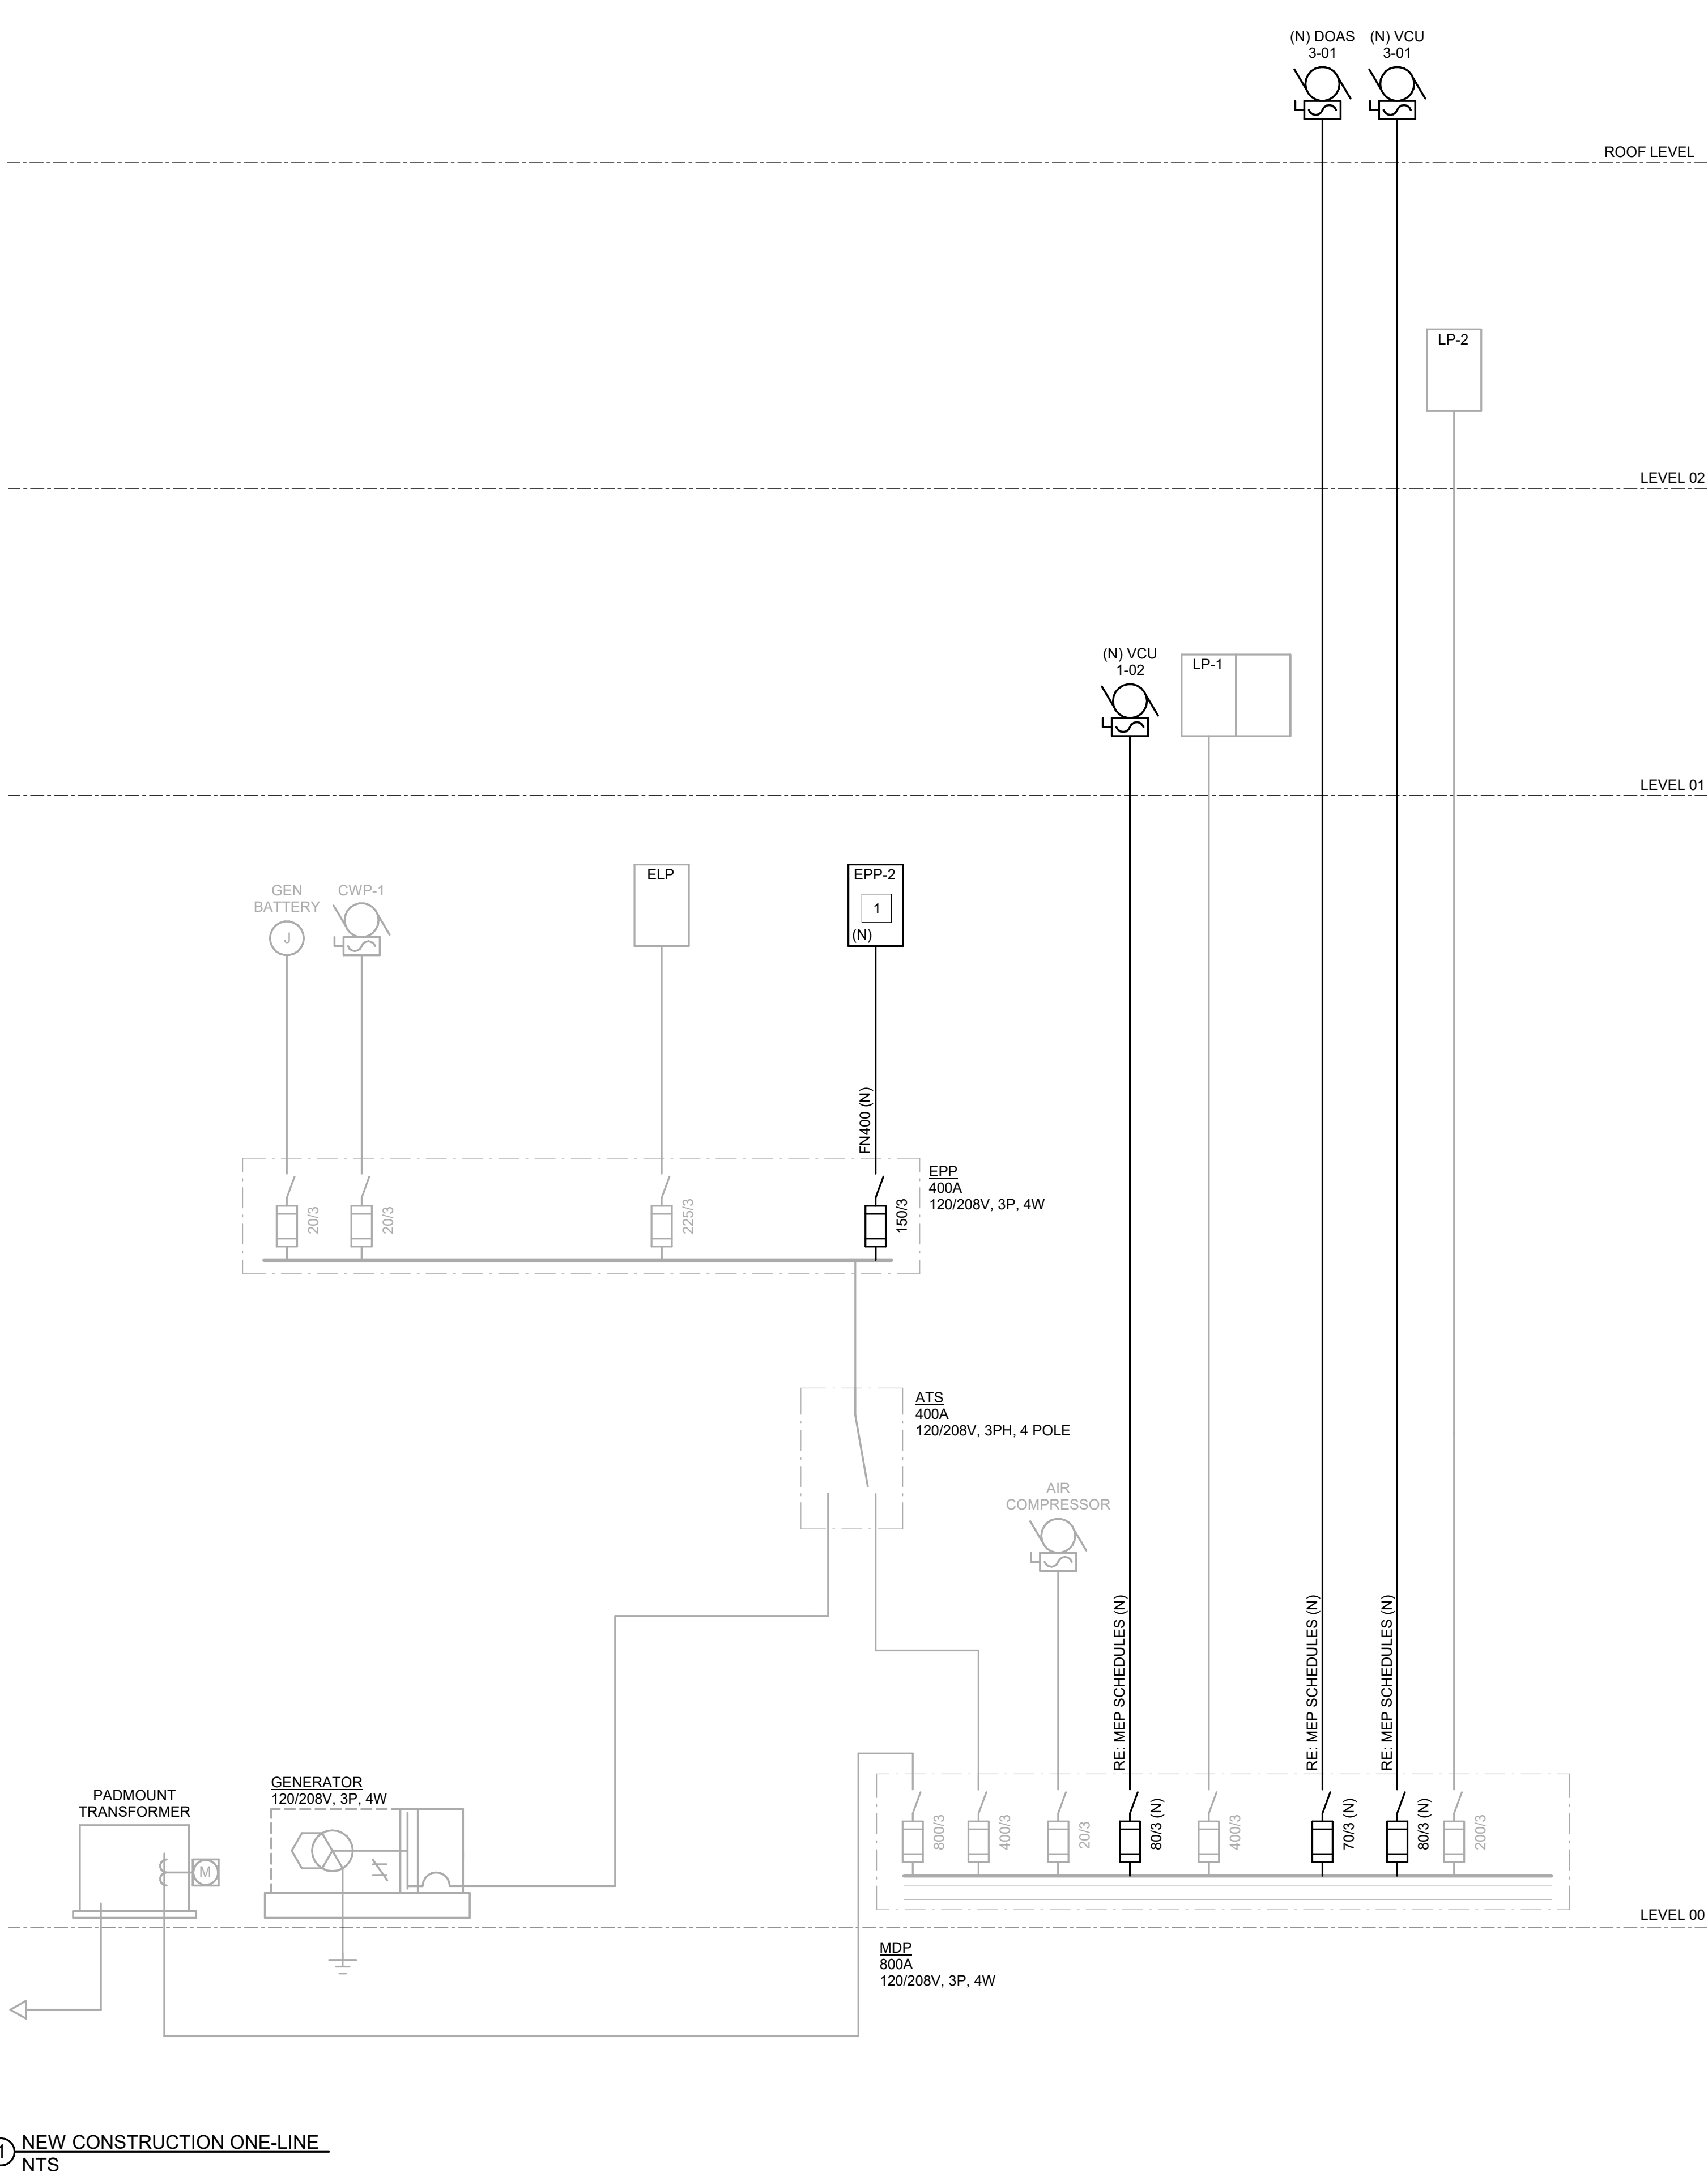 (N) DOAS
3-01
(N) VCU
3-01
ROOF LEVEL
LP-2
LEVEL 02
(N) VCU
1-02
LP-1
LEVEL 01
GEN
BATTERY
J
CWP-1
ELP
EPP-2
1
(N)
FN400 (N)
20/3
20/3
225/3
150/3
EPP
400A
120/208V, 3P, 4W
ATS
400A
120/208V, 3PH, 4 POLE
AIR
COMPRESSOR
RE: MEP SCHEDULES (N)
RE: MEP SCHEDULES (N)
RE: MEP SCHEDULES (N)
PADMOUNT
TRANSFORMER
M
GENERATOR
120/208V, 3P, 4W
800/3
400/3
20/3
80/3 (N)
400/3
70/3 (N)
80/3 (N)
200/3
LEVEL 00
MDP
800A
120/208V, 3P, 4W
1
NEW CONSTRUCTION ONE-LINE
NTS